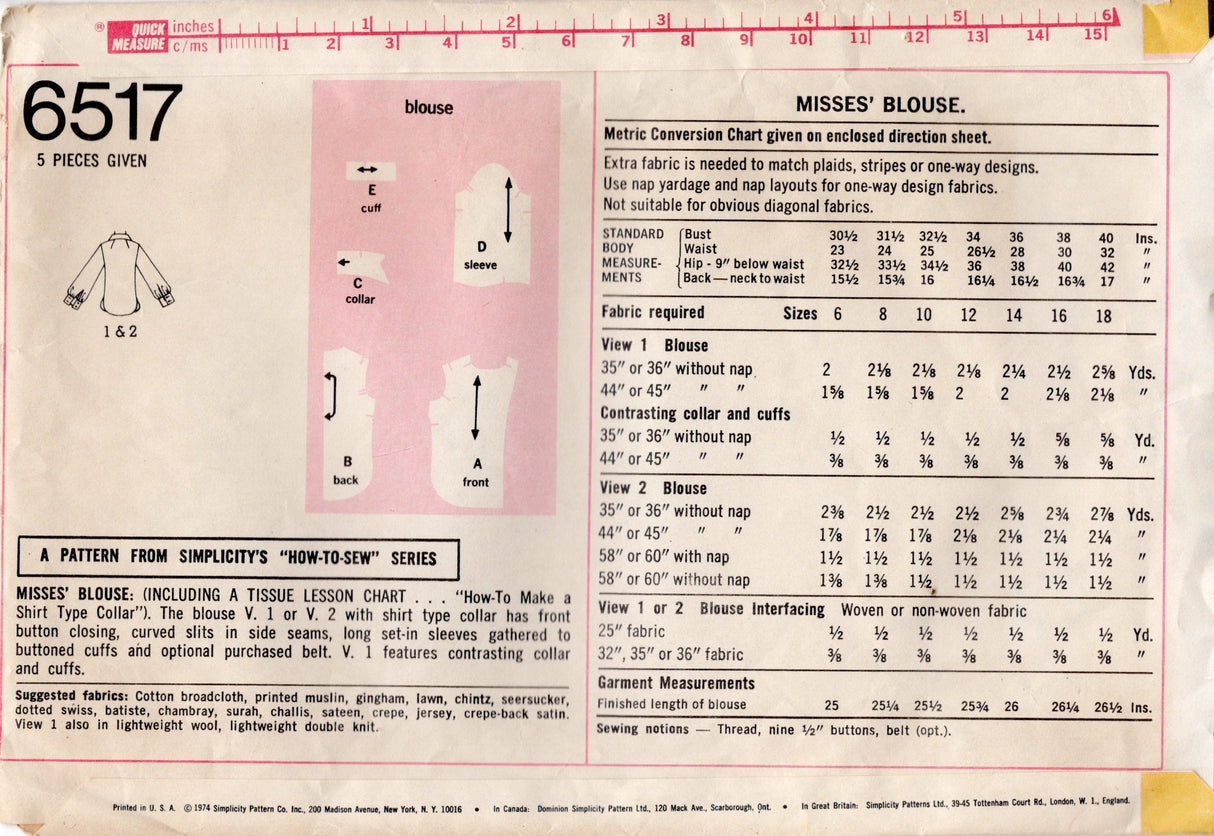 ® QUICK MEASURE inches 1 2 3 4 5 6
c/ms 1 2 3 4 5 6 7 8 9 10 11 12 13 14 15
6517
5 PIECES GIVEN
1 & 2
blouse
E
cuff
D
sleeve
C
collar
B
back
A
front
A PATTERN FROM SIMPLICITY'S "HOW-TO-SEW" SERIES
MISSES' BLOUSE: (INCLUDING A TISSUE LESSON CHART . . . "How-To Make a
Shirt Type Collar"). The blouse V. 1 or V. 2 with shirt type collar has front
button closing, curved slits in side seams, long set-in sleeves gathered to
buttoned cuffs and optional purchased belt. V. 1 features contrasting collar
and cuffs.
Suggested fabrics: Cotton broadcloth, printed muslin, gingham, lawn, chintz, seersucker,
dotted swiss, batiste, chambray, surah, challis, sateen, crepe, jersey, crepe-back satin.
View 1 also in lightweight wool, lightweight double knit.
MISSES' BLOUSE.
Metric Conversion Chart given on enclosed direction sheet.
Extra fabric is needed to match plaids, stripes or one-way designs.
Use nap yardage and nap layouts for one-way design fabrics.
Not suitable for obvious diagonal fabrics.
STANDARD Bust 30½ 31½ 32½ 34 36 38 40 Ins.
BODY Waist 23 24 25 26½ 28 30 32 "
MEASURE- Hip - 9" below waist 32½ 33½ 34½ 36 38 40 42 "
MENTS Back — neck to waist 15½ 15¾ 16 16¼ 16½ 16¾ 17 "
Fabric required Sizes 6 8 10 12 14 16 18
View 1 Blouse
35" or 36" without nap 2 2⅛ 2⅛ 2⅛ 2¼ 2½ 2⅝ Yds.
44" or 45" " " 1⅝ 1⅝ 1⅝ 2 2 2⅛ 2⅛ "
Contrasting collar and cuffs
35" or 36" without nap ½ ½ ½ ½ ½ ⅝ ⅝ Yd.
44" or 45" " " ⅜ ⅜ ⅜ ⅜ ⅜ ⅜ ⅜ "
View 2 Blouse
35" or 36" without nap 2⅜ 2½ 2½ 2½ 2⅝ 2¾ 2⅞ Yds.
44" or 45" " " 1⅞ 1⅞ 1⅞ 2⅛ 2⅛ 2¼ 2¼ "
58" or 60" with nap 1½ 1½ 1½ 1½ 1½ 1½ 1½ "
58" or 60" without nap 1⅜ 1⅜ 1½ 1½ 1½ 1½ 1½ "
View 1 or 2 Blouse Interfacing Woven or non-woven fabric
25" fabric ½ ½ ½ ½ ½ ½ ½ Yd.
32", 35" or 36" fabric ⅜ ⅜ ⅜ ⅜ ⅜ ⅜ ⅜ "
Garment Measurements
Finished length of blouse 25 25¼ 25½ 25¾ 26 26¼ 26½ Ins.
Sewing notions — Thread, nine ½" buttons, belt (opt.).
Printed in U. S. A. © 1974 Simplicity Pattern Co. Inc., 200 Madison Avenue, New York, N. Y. 10016 • In Canada: Dominion Simplicity Pattern Ltd., 120 Mack Ave., Scarborough, Ont. • In Great Britain: Simplicity Patterns Ltd., 39-45 Tottenham Court Rd., London, W. 1., England.